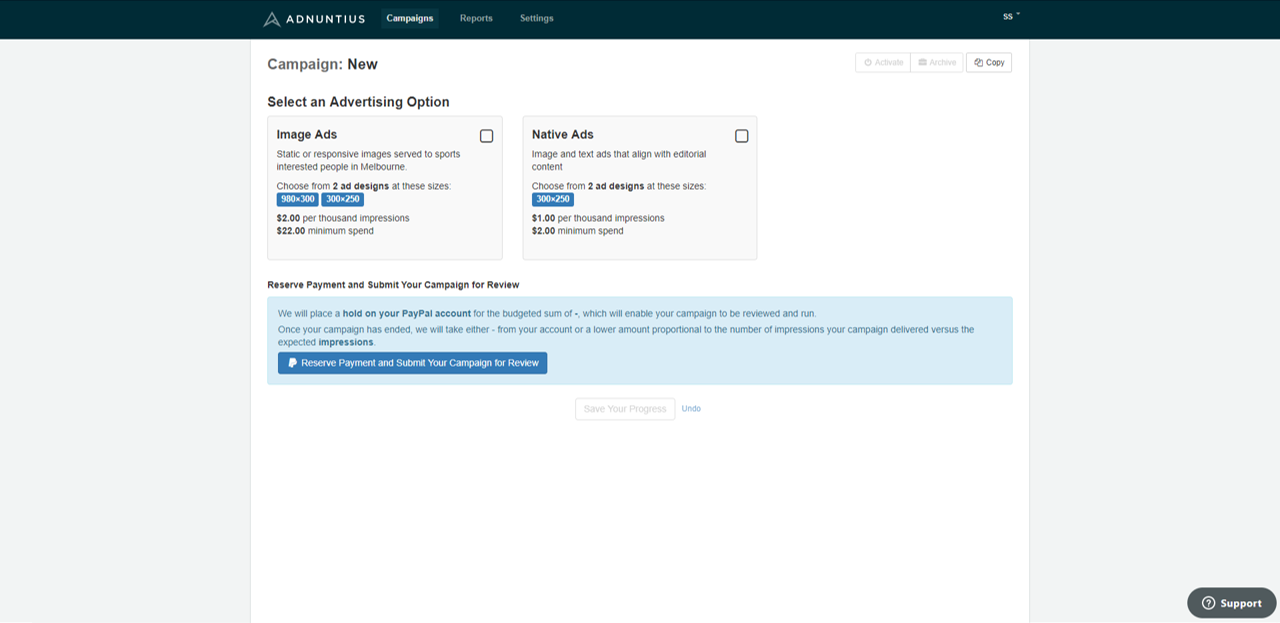 ADNUNTIUS Campaigns Reports Settings ss
Campaign: New
Activate Archive Copy
Select an Advertising Option
Image Ads
Static or responsive images served to sports
interested people in Melbourne.
Choose from 2 ad designs at these sizes:
980×300 300×250
$2.00 per thousand impressions
$22.00 minimum spend
Native Ads
Image and text ads that align with editorial
content
Choose from 2 ad designs at these sizes:
300×250
$1.00 per thousand impressions
$2.00 minimum spend
Reserve Payment and Submit Your Campaign for Review
We will place a hold on your PayPal account for the budgeted sum of -, which will enable your campaign to be reviewed and run.
Once your campaign has ended, we will take either - from your account or a lower amount proportional to the number of impressions your campaign delivered versus the
expected impressions.
Reserve Payment and Submit Your Campaign for Review
Save Your Progress Undo
Support